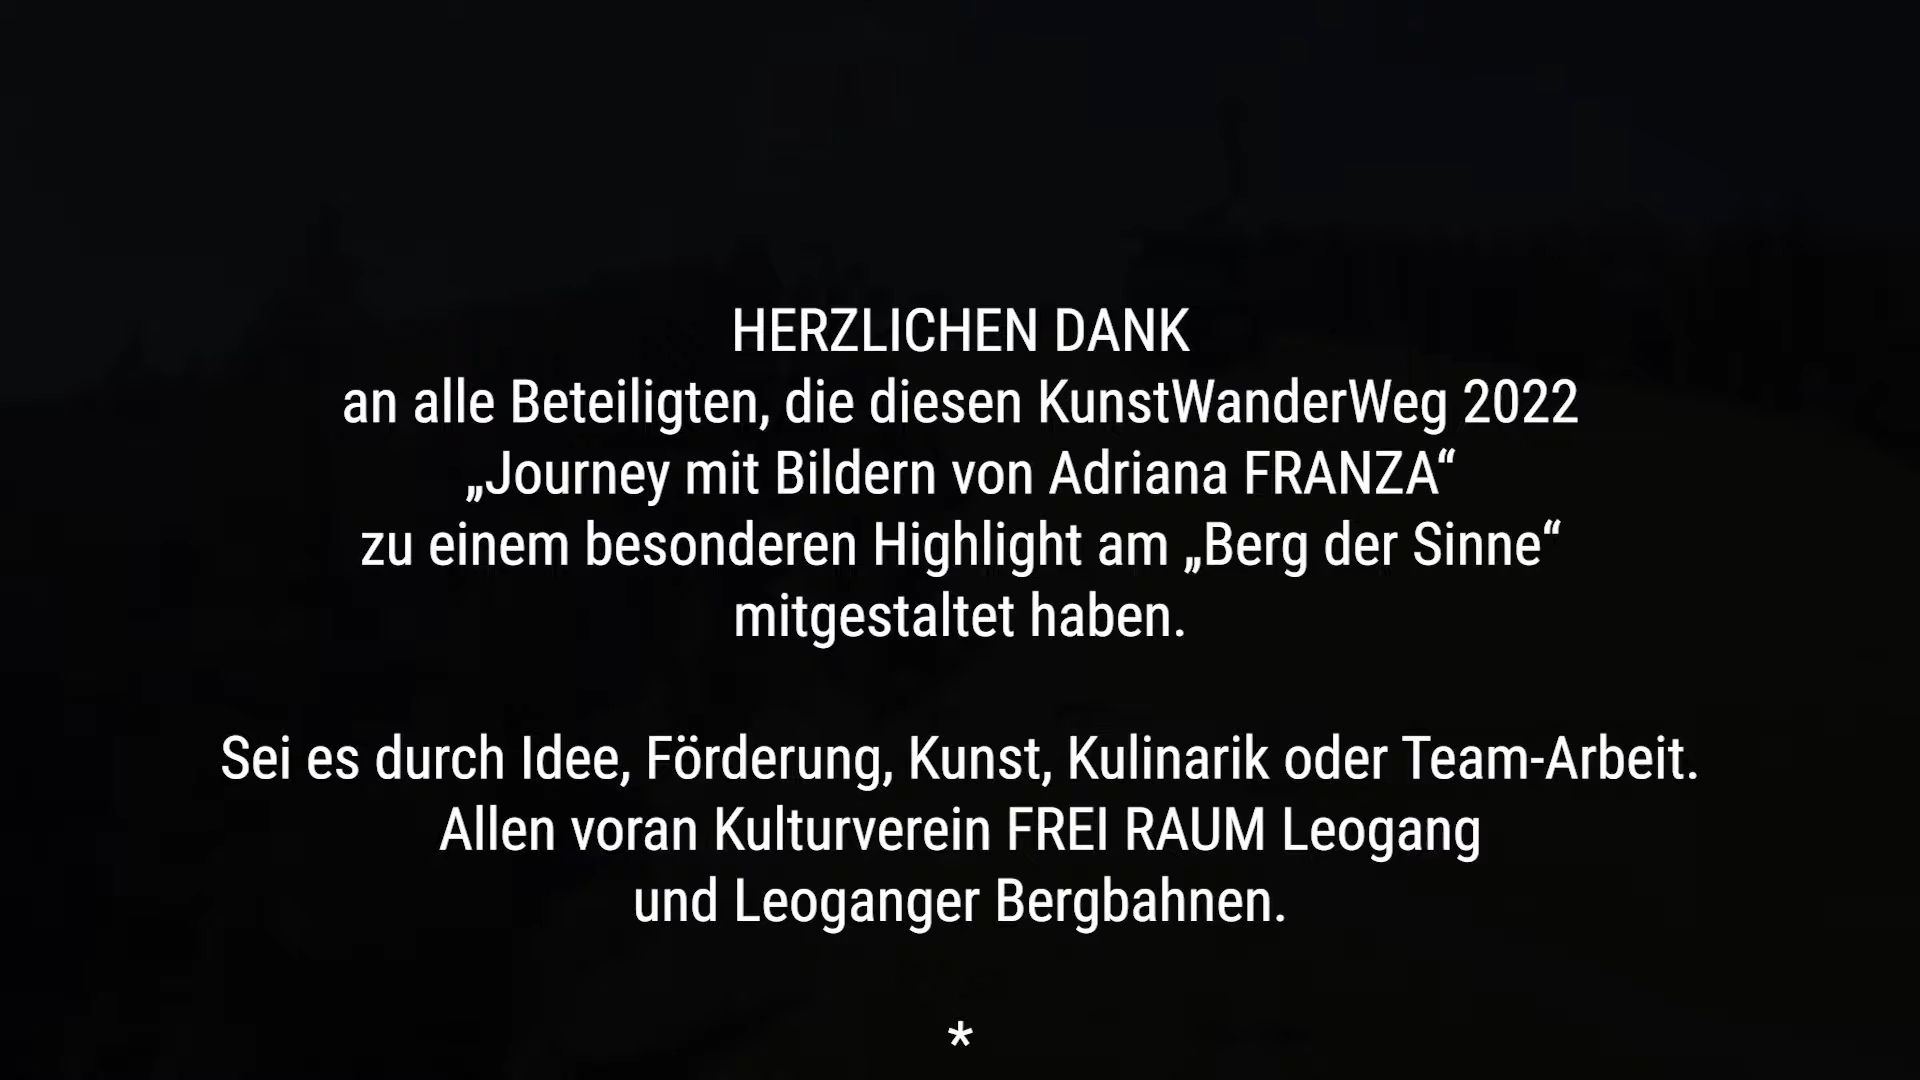 HERZLICHEN DANK
an alle Beteiligten, die diesen KunstWanderWeg 2022
„Journey mit Bildern von Adriana FRANZA“
zu einem besonderen Highlight am „Berg der Sinne“
mitgestaltet haben.
Sei es durch Idee, Förderung, Kunst, Kulinarik oder Team-Arbeit.
Allen voran Kulturverein FREI RAUM Leogang
und Leoganger Bergbahnen.
*